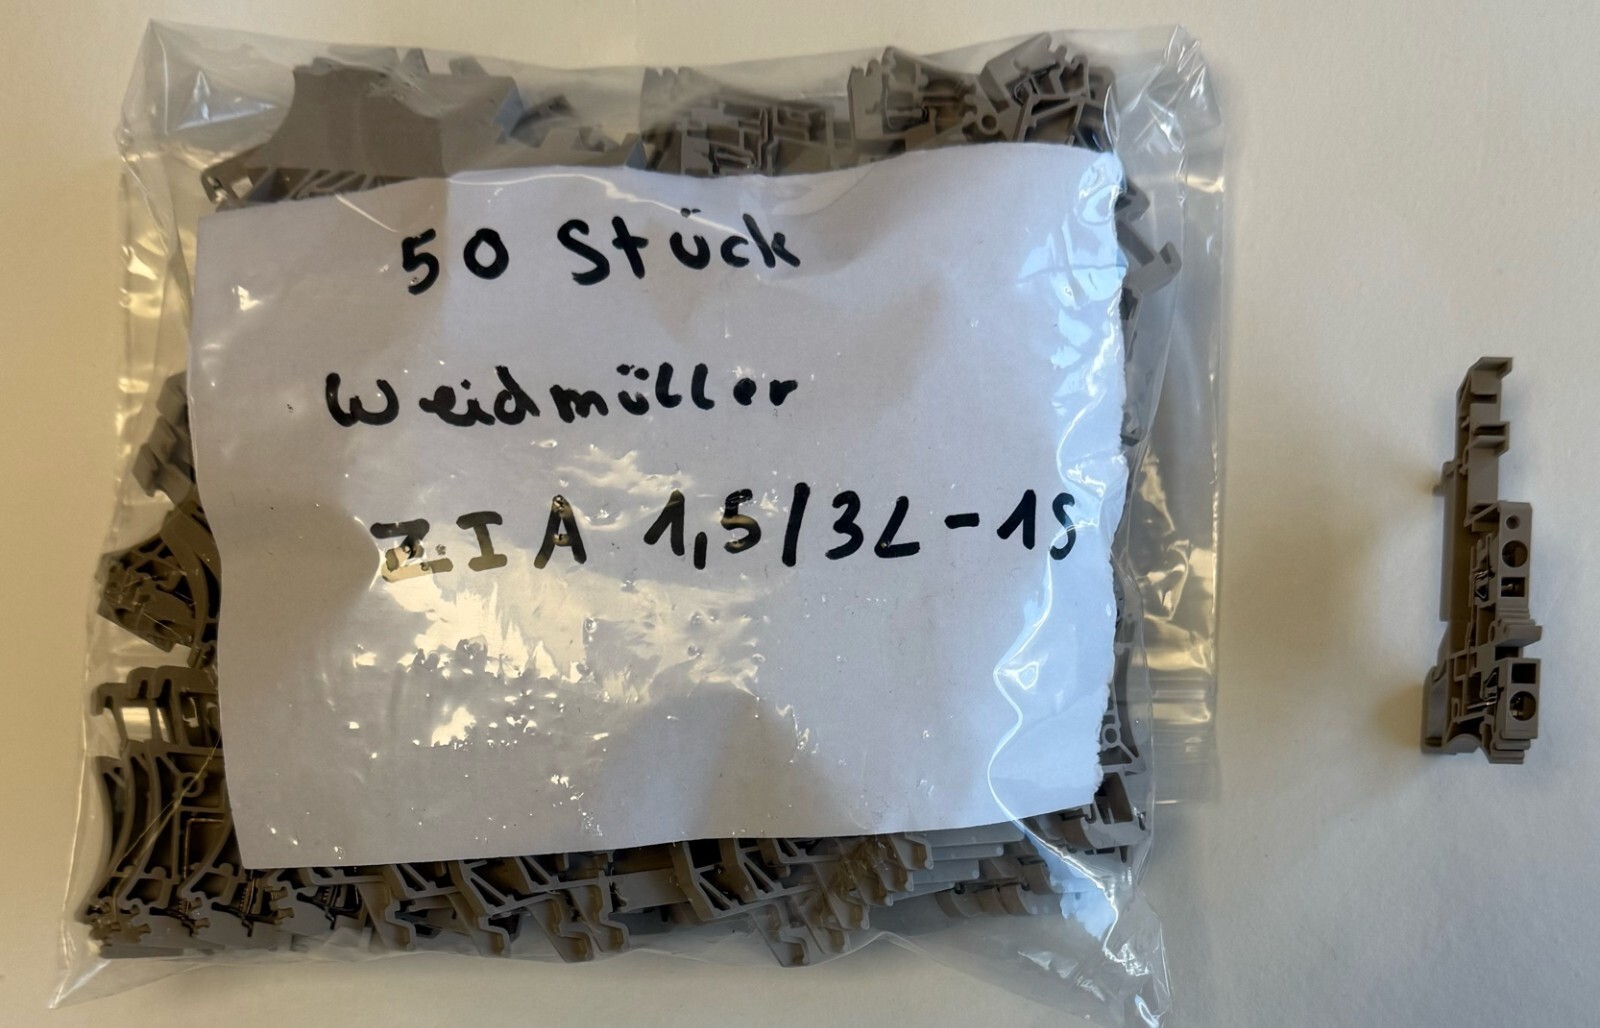 50 Stück
Weidmüller
ZIA 1,5/3L-1S